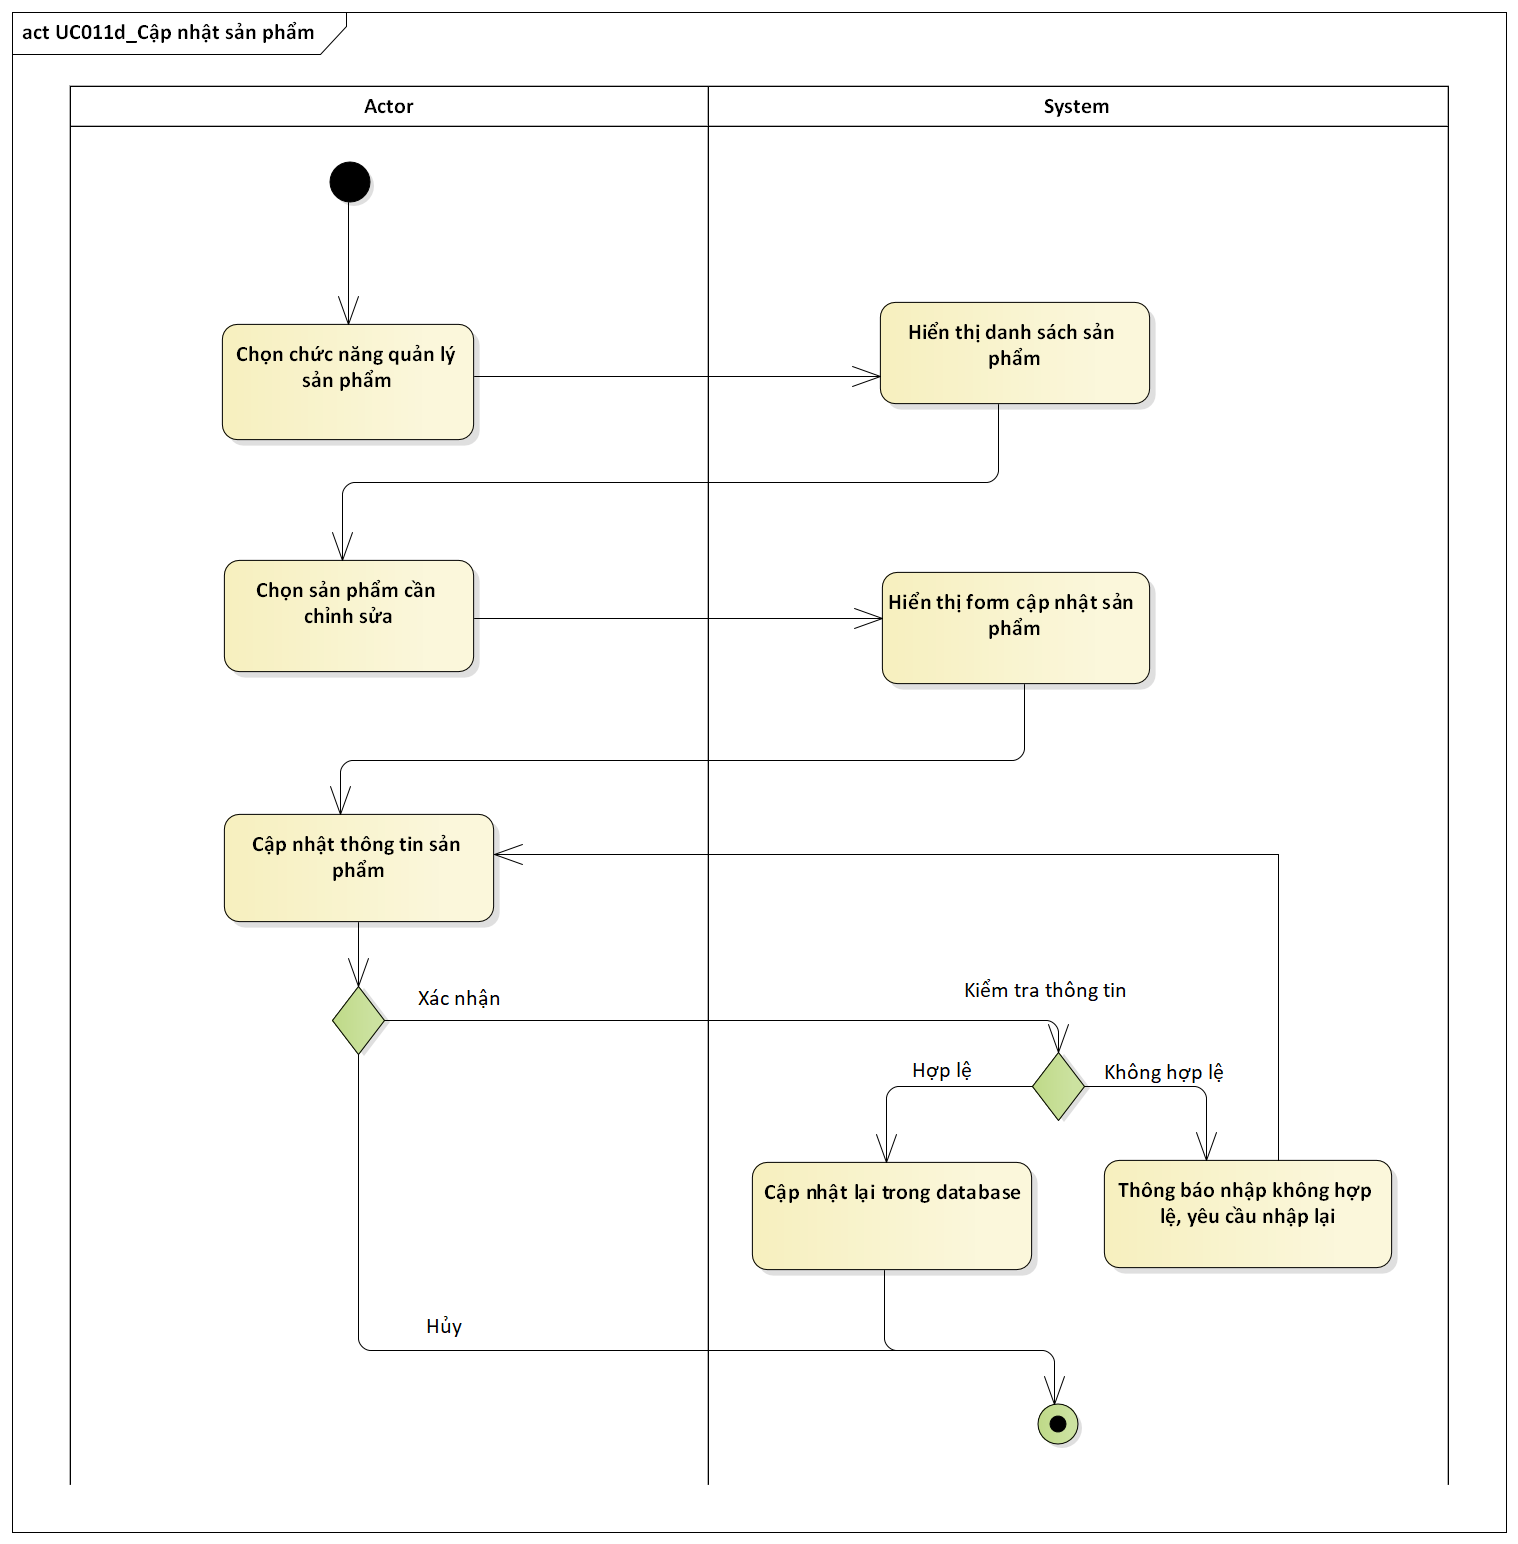 act UC011d_Cập nhật sản phẩm
Actor
System
Chọn chức năng quản lý
sản phẩm
Hiển thị danh sách sản
phẩm
Chọn sản phẩm cần
chỉnh sửa
Hiển thị form cập nhật sản
phẩm
Cập nhật thông tin sản
phẩm
Xác nhận
Kiểm tra thông tin
Hợp lệ
Không hợp lệ
Cập nhật lại trong database
Thông báo nhập không hợp
lệ, yêu cầu nhập lại
Hủy